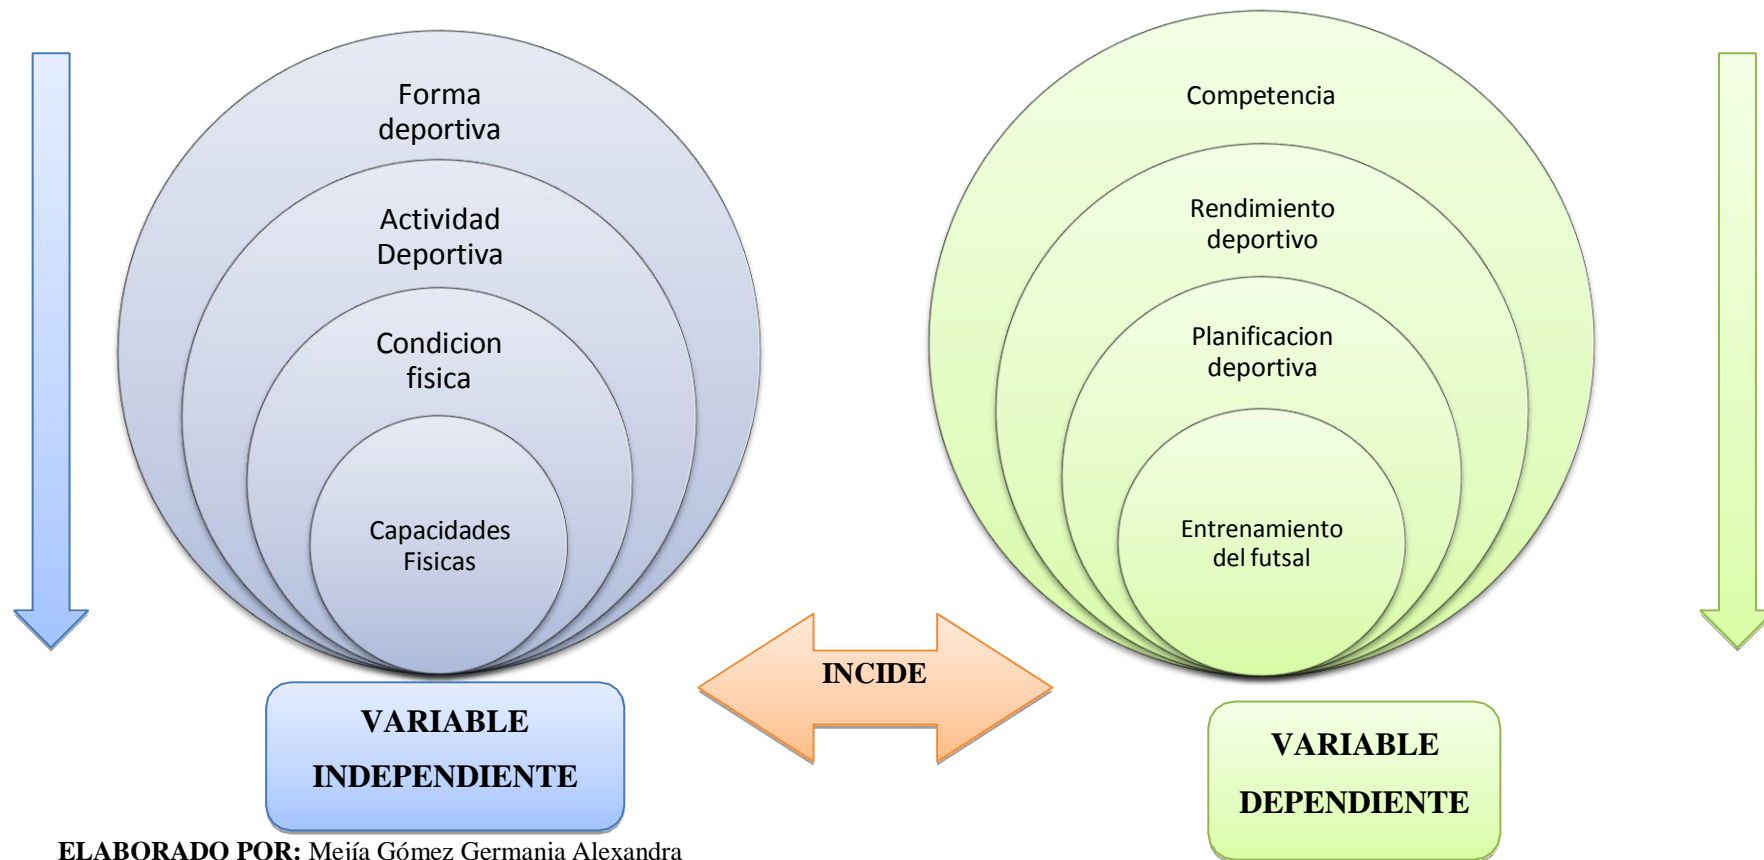 Forma
deportiva
Actividad
Deportiva
Condicion
fisica
Capacidades
Fisicas
Competencia
Rendimiento
deportivo
Planificacion
deportiva
Entrenamiento
del futsal
INCIDE
VARIABLE
INDEPENDIENTE
VARIABLE
DEPENDIENTE
ELABORADO POR: Mejía Gómez Germania Alexandra